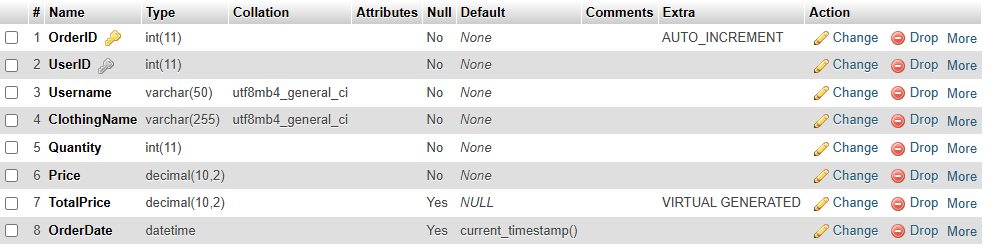 # Name Type Collation Attributes Null Default Comments Extra Action
1 OrderID int(11) No None AUTO_INCREMENT Change Drop More
2 UserID int(11) No None Change Drop More
3 Username varchar(50) utf8mb4_general_ci No None Change Drop More
4 ClothingName varchar(255) utf8mb4_general_ci No None Change Drop More
5 Quantity int(11) No None Change Drop More
6 Price decimal(10,2) No None Change Drop More
7 TotalPrice decimal(10,2) Yes NULL VIRTUAL GENERATED Change Drop More
8 OrderDate datetime Yes current_timestamp() Change Drop More